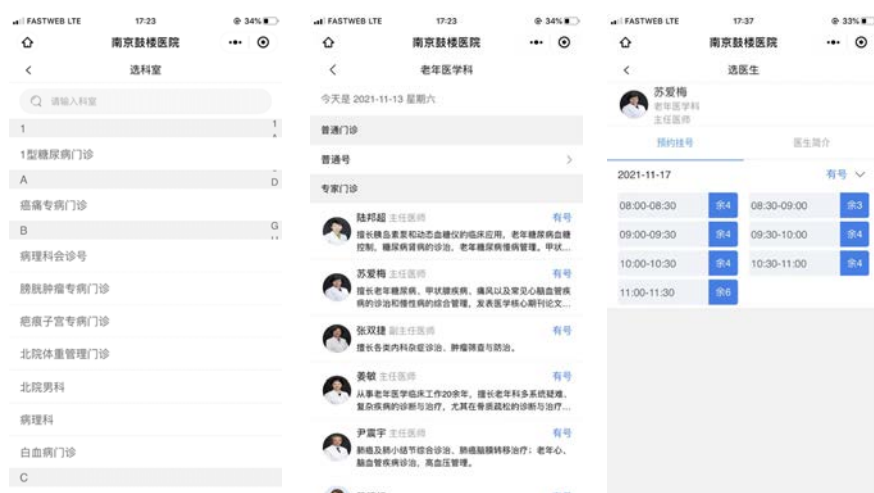 FASTWEB LTE 17:23 34%
南京鼓楼医院
选科室
请输入科室
1
1型糖尿病门诊
A
D
癌痛专病门诊
B
G
病理科会诊号
膀胱肿瘤专病门诊
疤痕子宫专病门诊
北院体重管理门诊
北院男科
病理科
白血病门诊
C
FASTWEB LTE 17:23 34%
南京鼓楼医院
老年医学科
今天是 2021-11-13 星期六
普通门诊
普通号
专家门诊
陆邦超 主任医师 有号
擅长胰岛素泵和动态血糖仪的临床应用，老年糖尿病血糖
控制，糖尿病肾病的诊治，老年糖尿病慢病管理。甲状...
苏爱梅 主任医师 有号
擅长老年糖尿病、甲状腺疾病、痛风以及常见心脑血管疾
病的诊治和慢性病的综合管理，发表医学核心期刊论文...
张双捷 副主任医师 有号
擅长各类内科杂症诊治、肿瘤筛查与防治。
姜敏 主任医师 有号
从事老年医学临床工作20余年，擅长老年科多系统疑难、
复杂疾病的诊断与治疗，尤其在骨质疏松的诊断与治疗...
尹震宇 主任医师 有号
肺癌及肺小结节综合诊治、肺癌脑膜转移治疗；老年心、
脑血管疾病诊治，高血压管理。
FASTWEB LTE 17:37 33%
南京鼓楼医院
选医生
苏爱梅
老年医学科
主任医师
预约挂号 医生简介
2021-11-17 有号
08:00-08:30 余4 08:30-09:00 余3
09:00-09:30 余4 09:30-10:00 余4
10:00-10:30 余4 10:30-11:00 余4
11:00-11:30 余6